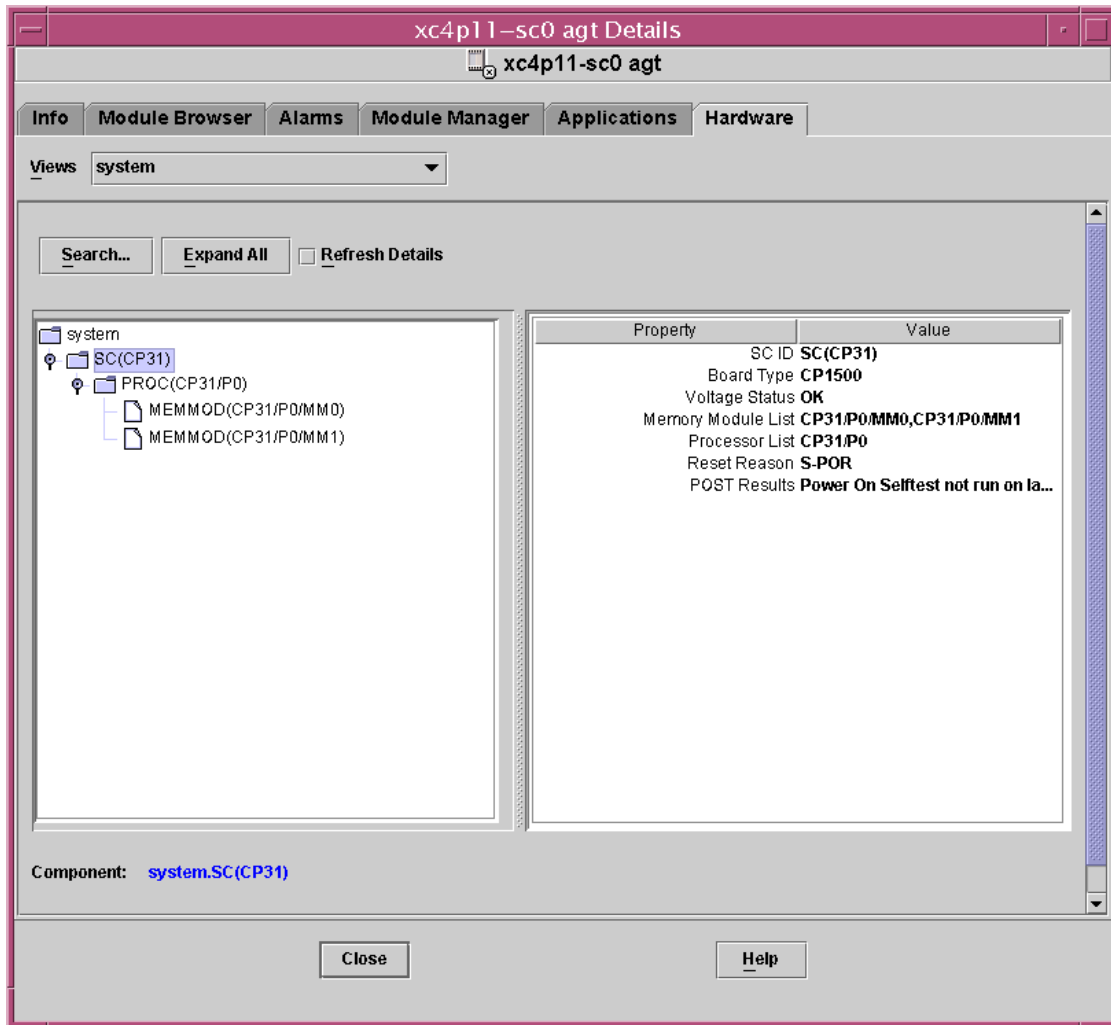 xc4p11-sc0 agt Details
xc4p11-sc0 agt
Info Module Browser Alarms Module Manager Applications Hardware
Views system
Search... Expand All Refresh Details
system
SC(CP31)
PROC(CP31/P0)
MEMMOD(CP31/P0/MM0)
MEMMOD(CP31/P0/MM1)
Property Value
SC ID SC(CP31)
Board Type CP1500
Voltage Status OK
Memory Module List CP31/P0/MM0,CP31/P0/MM1
Processor List CP31/P0
Reset Reason S-POR
POST Results Power On Selftest not run on la...
Component: system.SC(CP31)
Close Help